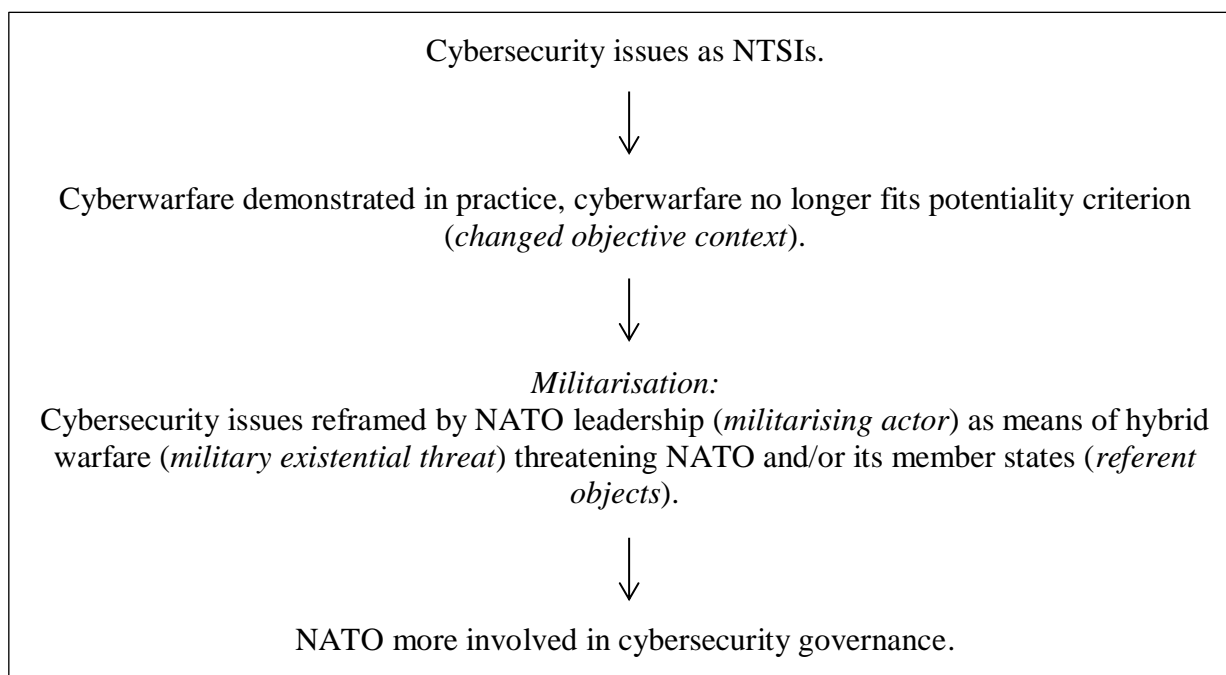 Cybersecurity issues as NTSIs.
Cyberwarfare demonstrated in practice, cyberwarfare no longer fits potentiality criterion
(changed objective context).
Militarisation:
Cybersecurity issues reframed by NATO leadership (militarising actor) as means of hybrid
warfare (military existential threat) threatening NATO and/or its member states (referent
objects).
NATO more involved in cybersecurity governance.